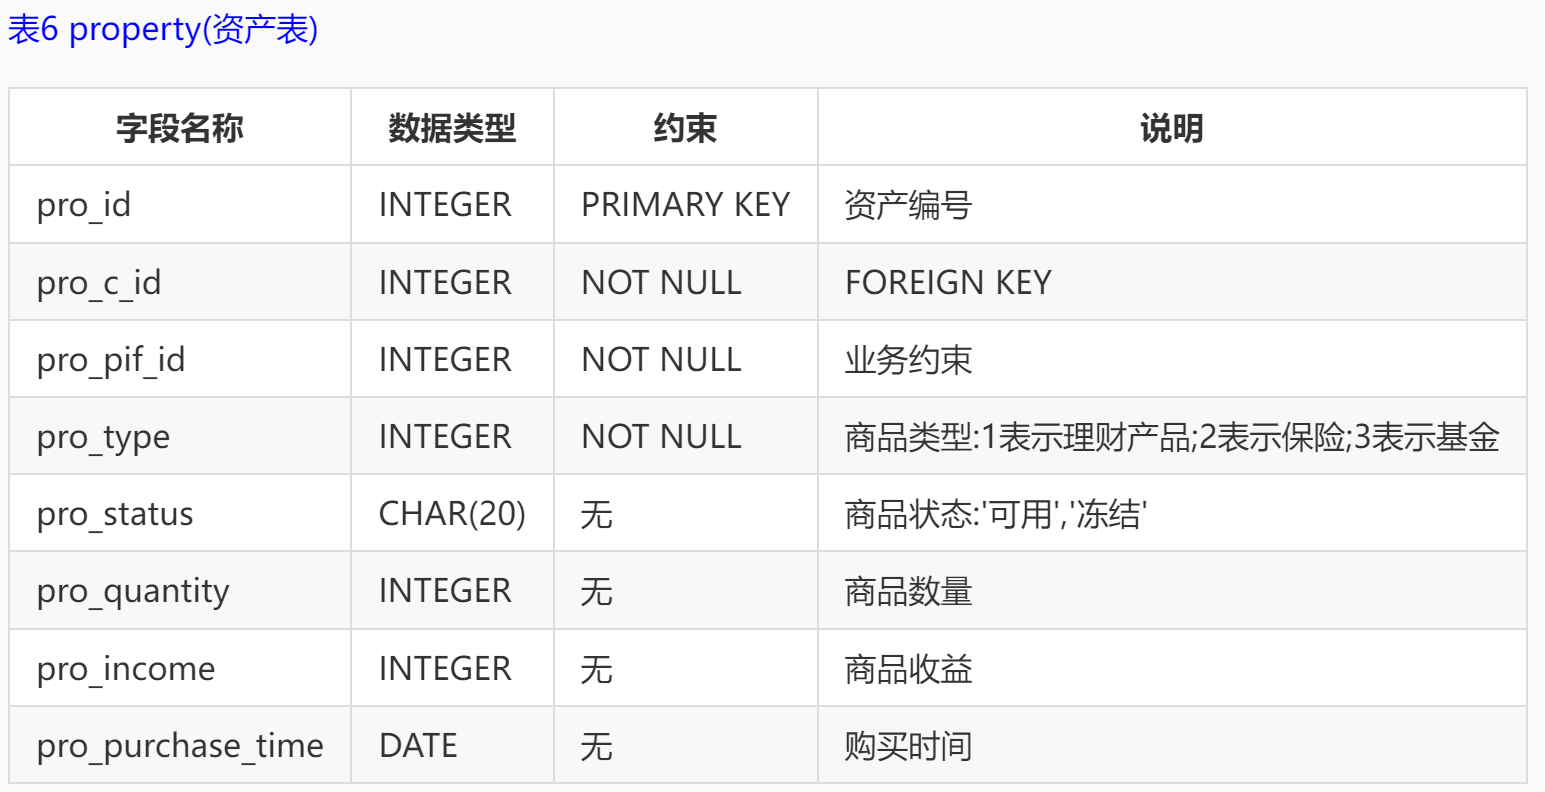 表6 property(资产表)
字段名称 数据类型 约束 说明
pro_id INTEGER PRIMARY KEY 资产编号
pro_c_id INTEGER NOT NULL FOREIGN KEY
pro_pif_id INTEGER NOT NULL 业务约束
pro_type INTEGER NOT NULL 商品类型:1表示理财产品;2表示保险;3表示基金
pro_status CHAR(20) 无 商品状态:'可用','冻结'
pro_quantity INTEGER 无 商品数量
pro_income INTEGER 无 商品收益
pro_purchase_time DATE 无 购买时间